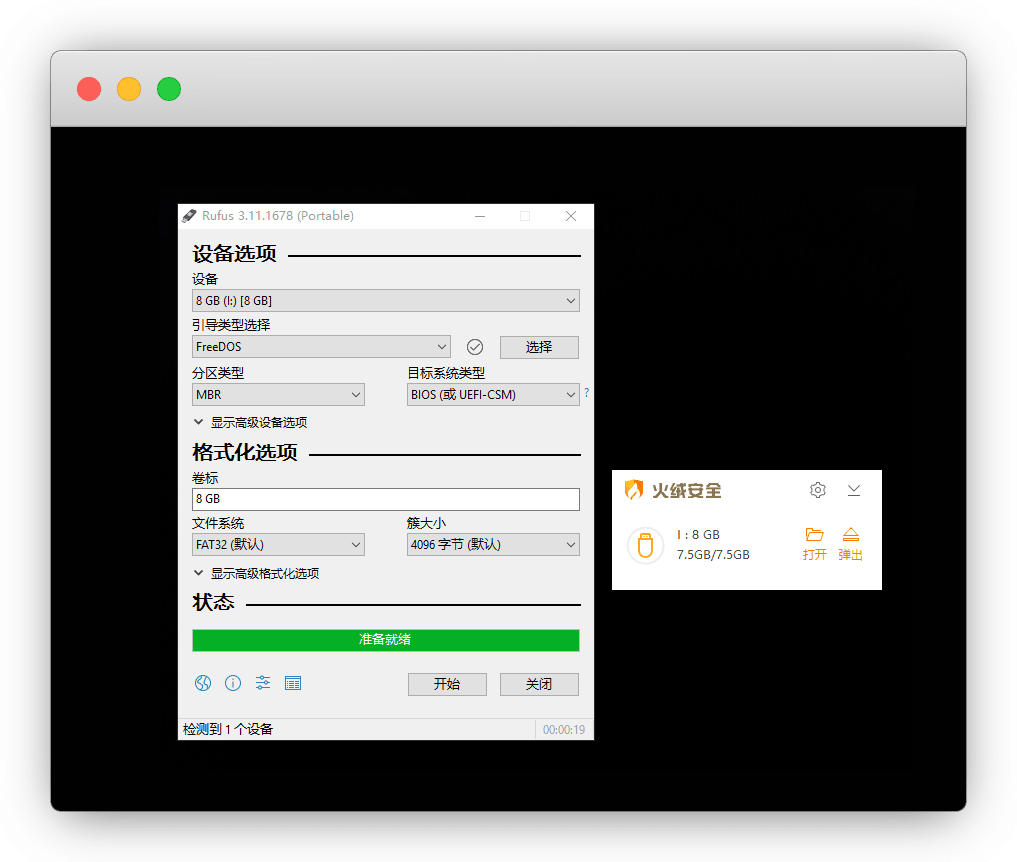 Rufus 3.11.1678 (Portable)
设备选项
设备
8 GB (I:) [8 GB]
引导类型选择
FreeDOS
选择
分区类型
目标系统类型
MBR
BIOS (或 UEFI-CSM)
?
显示高级设备选项
格式化选项
卷标
8 GB
文件系统
簇大小
FAT32 (默认)
4096 字节 (默认)
显示高级格式化选项
状态
准备就绪
开始
关闭
检测到 1 个设备
00:00:19
火绒安全
I : 8 GB
7.5GB/7.5GB
打开
弹出